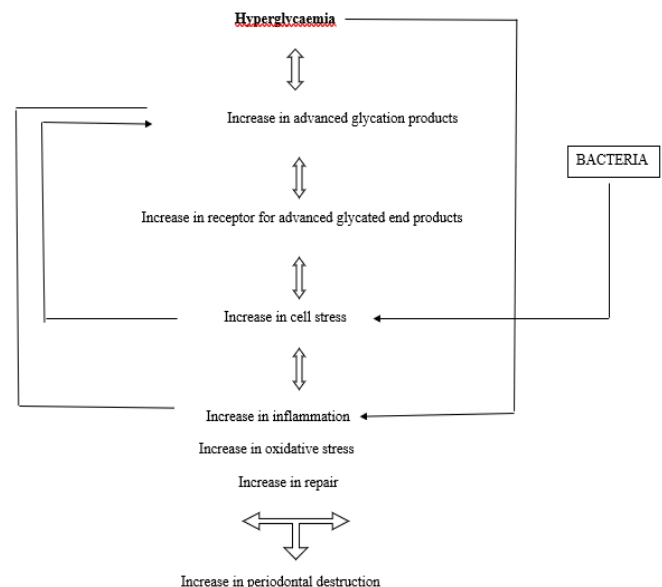 Hyperglycaemia
Increase in advanced glycation products
BACTERIA
Increase in receptor for advanced glycated end products
Increase in cell stress
Increase in inflammation
Increase in oxidative stress
Increase in repair
Increase in periodontal destruction